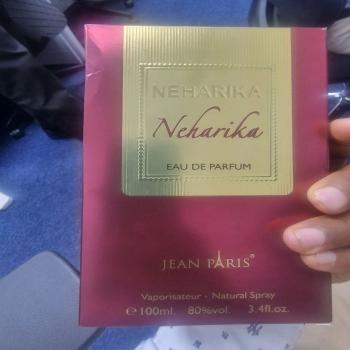 NEHARIKA
Neharika
EAU DE PARFUM
JEAN PARIS®
Vaporisateur - Natural Spray
℮100ml. 80%vol. 3.4fl.oz.